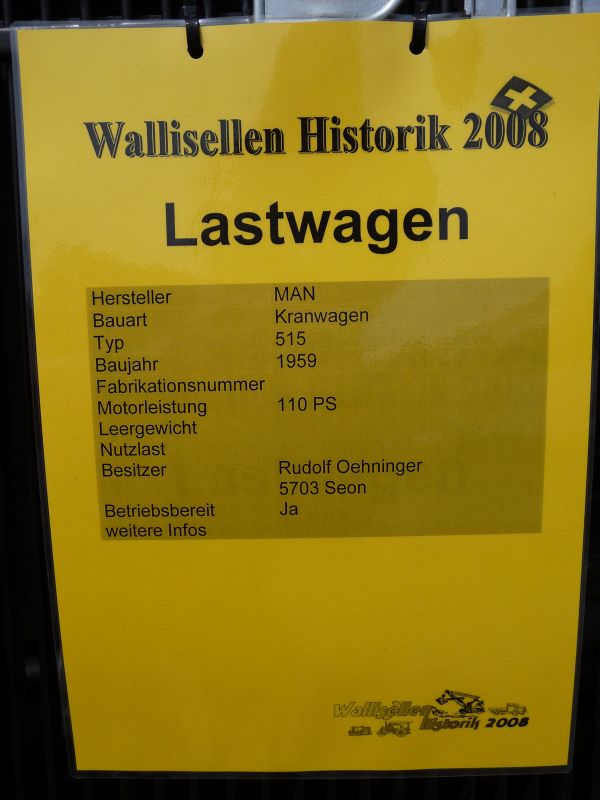 Wallisellen Historik 2008
Lastwagen
Hersteller MAN
Bauart Kranwagen
Typ 515
Baujahr 1959
Fabrikationsnummer
Motorleistung 110 PS
Leergewicht
Nutzlast
Besitzer Rudolf Oehninger
5703 Seon
Betriebsbereit Ja
weitere Infos
Wallisellen
Historik 2008